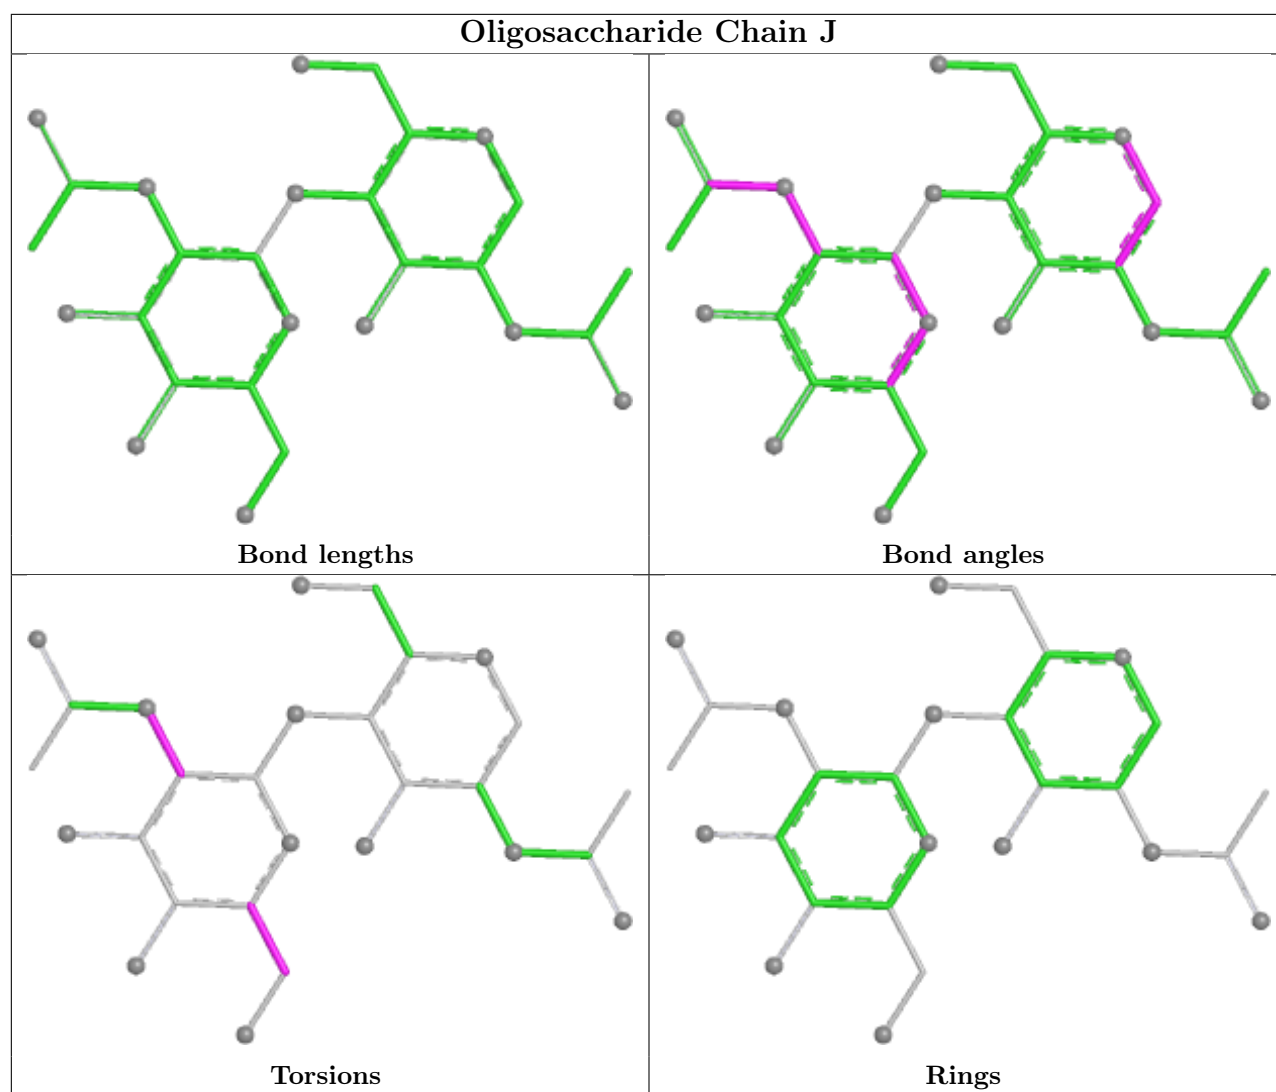 Oligosaccharide Chain J
Bond lengths
Bond angles
Torsions
Rings